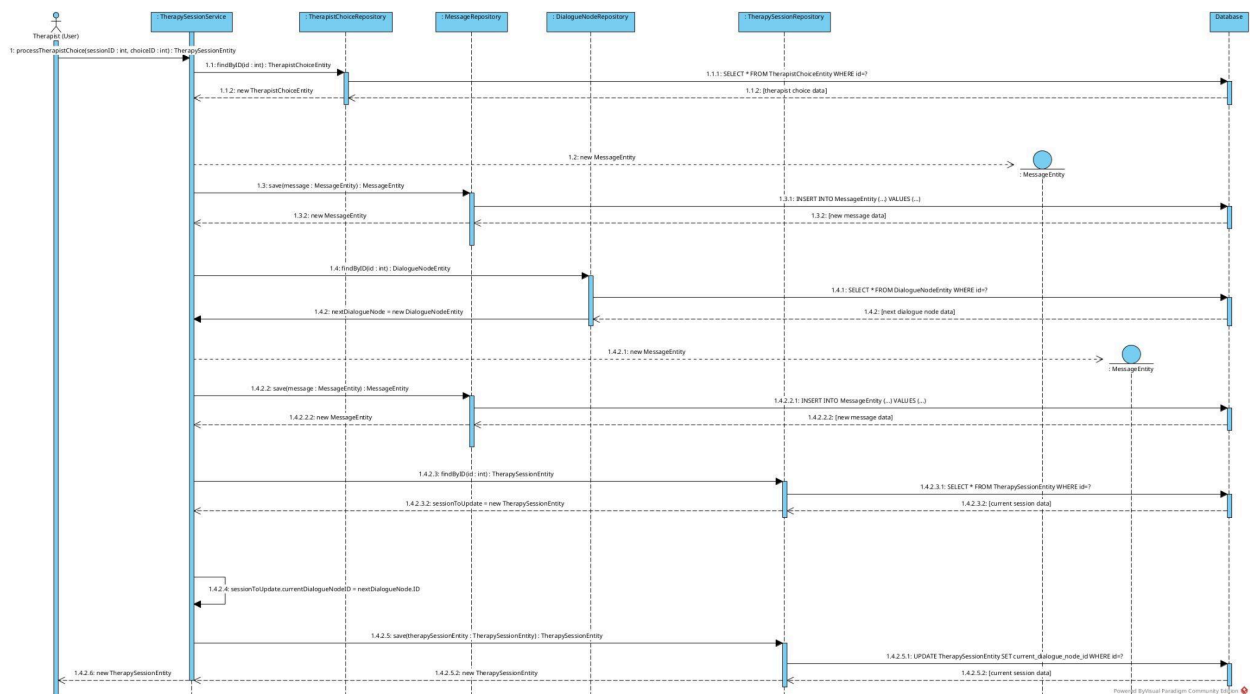 : TherapySessionService
: TherapistChoiceRepository
: MessageRepository
: DialogueNodeRepository
: TherapySessionRepository
Database
Therapist (User)
1: processTherapistChoice(sessionID : int, choiceID : int) : TherapySessionEntity
1.1: findByID(id : int) : TherapistChoiceEntity
1.1.1: SELECT * FROM TherapistChoiceEntity WHERE id=?
1.1.2: new TherapistChoiceEntity
1.1.2: [therapist choice data]
1.2: new MessageEntity
: MessageEntity
1.3: save(message : MessageEntity) : MessageEntity
1.3.1: INSERT INTO MessageEntity (...) VALUES (...)
1.3.2: new MessageEntity
1.3.2: [new message data]
1.4: findByID(id : int) : DialogueNodeEntity
1.4.1: SELECT * FROM DialogueNodeEntity WHERE id=?
1.4.2: nextDialogueNode = new DialogueNodeEntity
1.4.2: [next dialogue node data]
1.4.2.1: new MessageEntity
: MessageEntity
1.4.2.2: save(message : MessageEntity) : MessageEntity
1.4.2.2.1: INSERT INTO MessageEntity (...) VALUES (...)
1.4.2.2.2: new MessageEntity
1.4.2.2.2: [new message data]
1.4.2.3: findByID(id : int) : TherapySessionEntity
1.4.2.3.1: SELECT * FROM TherapySessionEntity WHERE id=?
1.4.2.3.2: sessionToUpdate = new TherapySessionEntity
1.4.2.3.2: [current session data]
1.4.2.4: sessionToUpdate.currentDialogueNodeID = nextDialogueNode.ID
1.4.2.5: save(therapySessionEntity : TherapySessionEntity) : TherapySessionEntity
1.4.2.5.1: UPDATE TherapySessionEntity SET current_dialogue_node_id WHERE id=?
1.4.2.6: new TherapySessionEntity
1.4.2.5.2: new TherapySessionEntity
1.4.2.5.2: [current session data]
Powered ByVisual Paradigm Community Edition